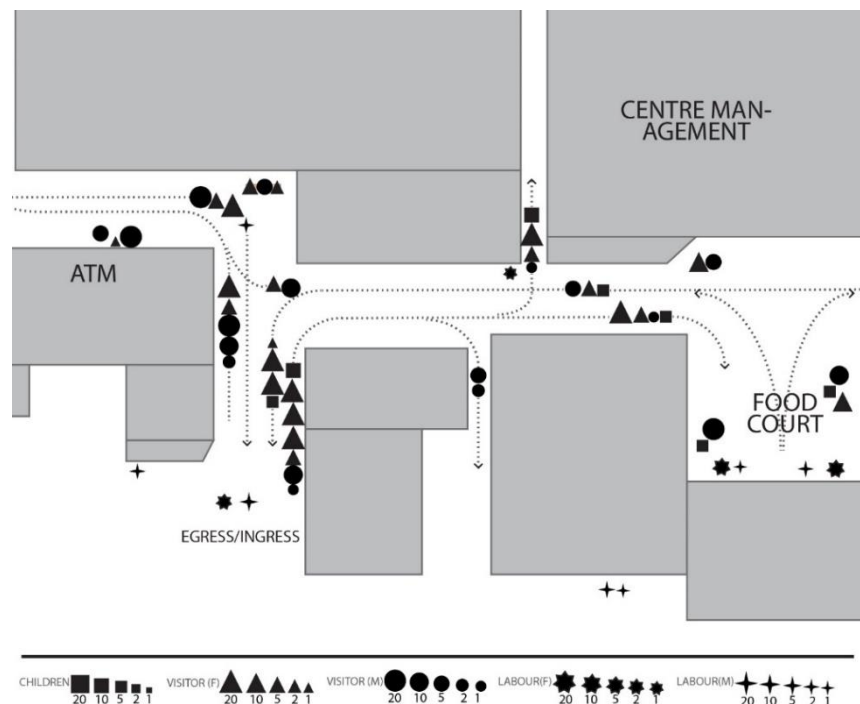 CENTRE MAN-
AGEMENT
ATM
FOOD
COURT
EGRESS/INGRESS
CHILDREN 20 10 5 2 1 VISITOR (F) 20 10 5 2 1 VISITOR (M) 20 10 5 2 1 LABOUR(F) 20 10 5 2 1 LABOUR(M) 20 10 5 2 1